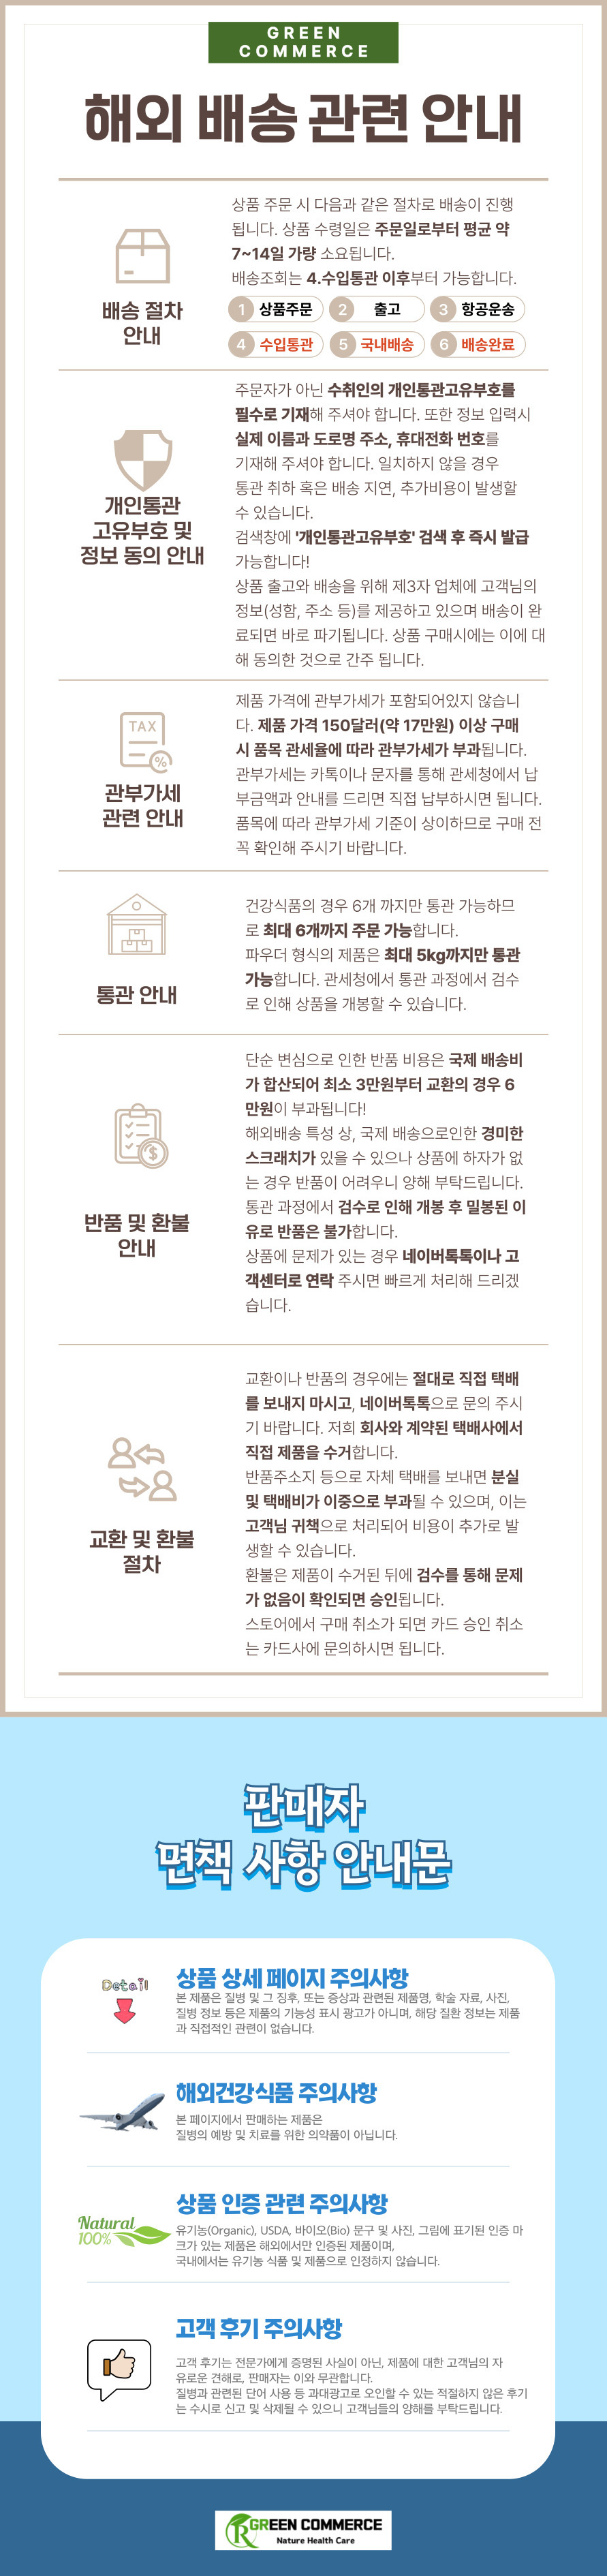 GREEN
COMMERCE
해외 배송 관련 안내
배송 절차
안내
상품 주문 시 다음과 같은 절차로 배송이 진행
됩니다. 상품 수령일은 주문일로부터 평균 약
7~14일 가량 소요됩니다.
배송조회는 4.수입통관 이후부터 가능합니다.
1 상품주문 2 출고 3 항공운송
4 수입통관 5 국내배송 6 배송완료
개인통관
고유부호 및
정보 동의 안내
주문자가 아닌 수취인의 개인통관고유부호를
필수로 기재해 주셔야 합니다. 또한 정보 입력시
실제 이름과 도로명 주소, 휴대전화 번호를
기재해 주셔야 합니다. 일치하지 않을 경우
통관 취하 혹은 배송 지연, 추가비용이 발생할
수 있습니다.
검색창에 '개인통관고유부호' 검색 후 즉시 발급
가능합니다!
상품 출고와 배송을 위해 제3자 업체에 고객님의
정보(성함, 주소 등)를 제공하고 있으며 배송이 완
료되면 바로 파기됩니다. 상품 구매시에는 이에 대
해 동의한 것으로 간주 됩니다.
TAX
%
관부가세
관련 안내
제품 가격에 관부가세가 포함되어있지 않습니
다. 제품 가격 150달러(약 17만원) 이상 구매
시 품목 관세율에 따라 관부가세가 부과됩니다.
관부가세는 카톡이나 문자를 통해 관세청에서 납
부금액과 안내를 드리면 직접 납부하시면 됩니다.
품목에 따라 관부가세 기준이 상이하므로 구매 전
꼭 확인해 주시기 바랍니다.
통관 안내
건강식품의 경우 6개 까지만 통관 가능하므
로 최대 6개까지 주문 가능합니다.
파우더 형식의 제품은 최대 5kg까지만 통관
가능합니다. 관세청에서 통관 과정에서 검수
로 인해 상품을 개봉할 수 있습니다.
$
반품 및 환불
안내
단순 변심으로 인한 반품 비용은 국제 배송비
가 합산되어 최소 3만원부터 교환의 경우 6
만원이 부과됩니다!
해외배송 특성 상, 국제 배송으로인한 경미한
스크래치가 있을 수 있으나 상품에 하자가 없
는 경우 반품이 어려우니 양해 부탁드립니다.
통관 과정에서 검수로 인해 개봉 후 밀봉된 이
유로 반품은 불가합니다.
상품에 문제가 있는 경우 네이버톡톡이나 고
객센터로 연락 주시면 빠르게 처리해 드리겠
습니다.
교환 및 환불
절차
교환이나 반품의 경우에는 절대로 직접 택배
를 보내지 마시고, 네이버톡톡으로 문의 주시
기 바랍니다. 저희 회사와 계약된 택배사에서
직접 제품을 수거합니다.
반품주소지 등으로 자체 택배를 보내면 분실
및 택배비가 이중으로 부과될 수 있으며, 이는
고객님 귀책으로 처리되어 비용이 추가로 발
생할 수 있습니다.
환불은 제품이 수거된 뒤에 검수를 통해 문제
가 없음이 확인되면 승인됩니다.
스토어에서 구매 취소가 되면 카드 승인 취소
는 카드사에 문의하시면 됩니다.
판매자
면책 사항 안내문
Detail
상품 상세 페이지 주의사항
본 제품은 질병 및 그 징후, 또는 증상과 관련된 제품명, 학술 자료, 사진,
질병 정보 등은 제품의 기능성 표시 광고가 아니며, 해당 질환 정보는 제품
과 직접적인 관련이 없습니다.
해외건강식품 주의사항
본 페이지에서 판매하는 제품은
질병의 예방 및 치료를 위한 의약품이 아닙니다.
Natural
100%
상품 인증 관련 주의사항
유기농(Organic), USDA, 바이오(Bio) 문구 및 사진, 그림에 표기된 인증 마
크가 있는 제품은 해외에서만 인증된 제품이며,
국내에서는 유기농 식품 및 제품으로 인정하지 않습니다.
고객 후기 주의사항
고객 후기는 전문가에게 증명된 사실이 아닌, 제품에 대한 고객님의 자
유로운 견해로, 판매자는 이와 무관합니다.
질병과 관련된 단어 사용 등 과대광고로 오인할 수 있는 적절하지 않은 후기
는 수시로 신고 및 삭제될 수 있으니 고객님들의 양해를 부탁드립니다.
GREEN COMMERCE
Nature Health Care